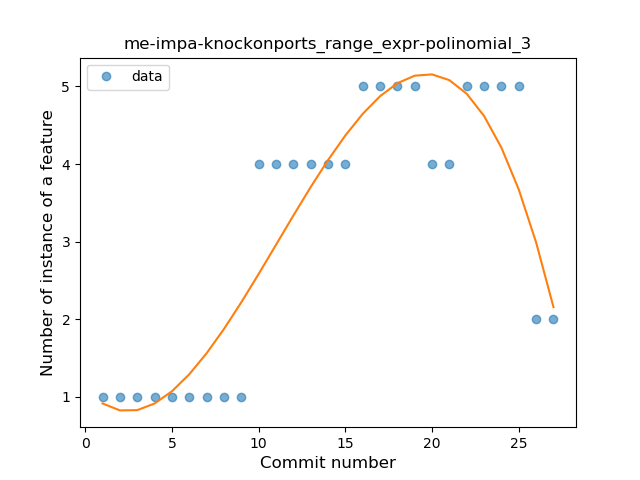 me-impa-knockonports_range_expr-polinomial_3
data
Number of instance of a feature
5
4
3
2
1
0
5
10
15
20
25
Commit number